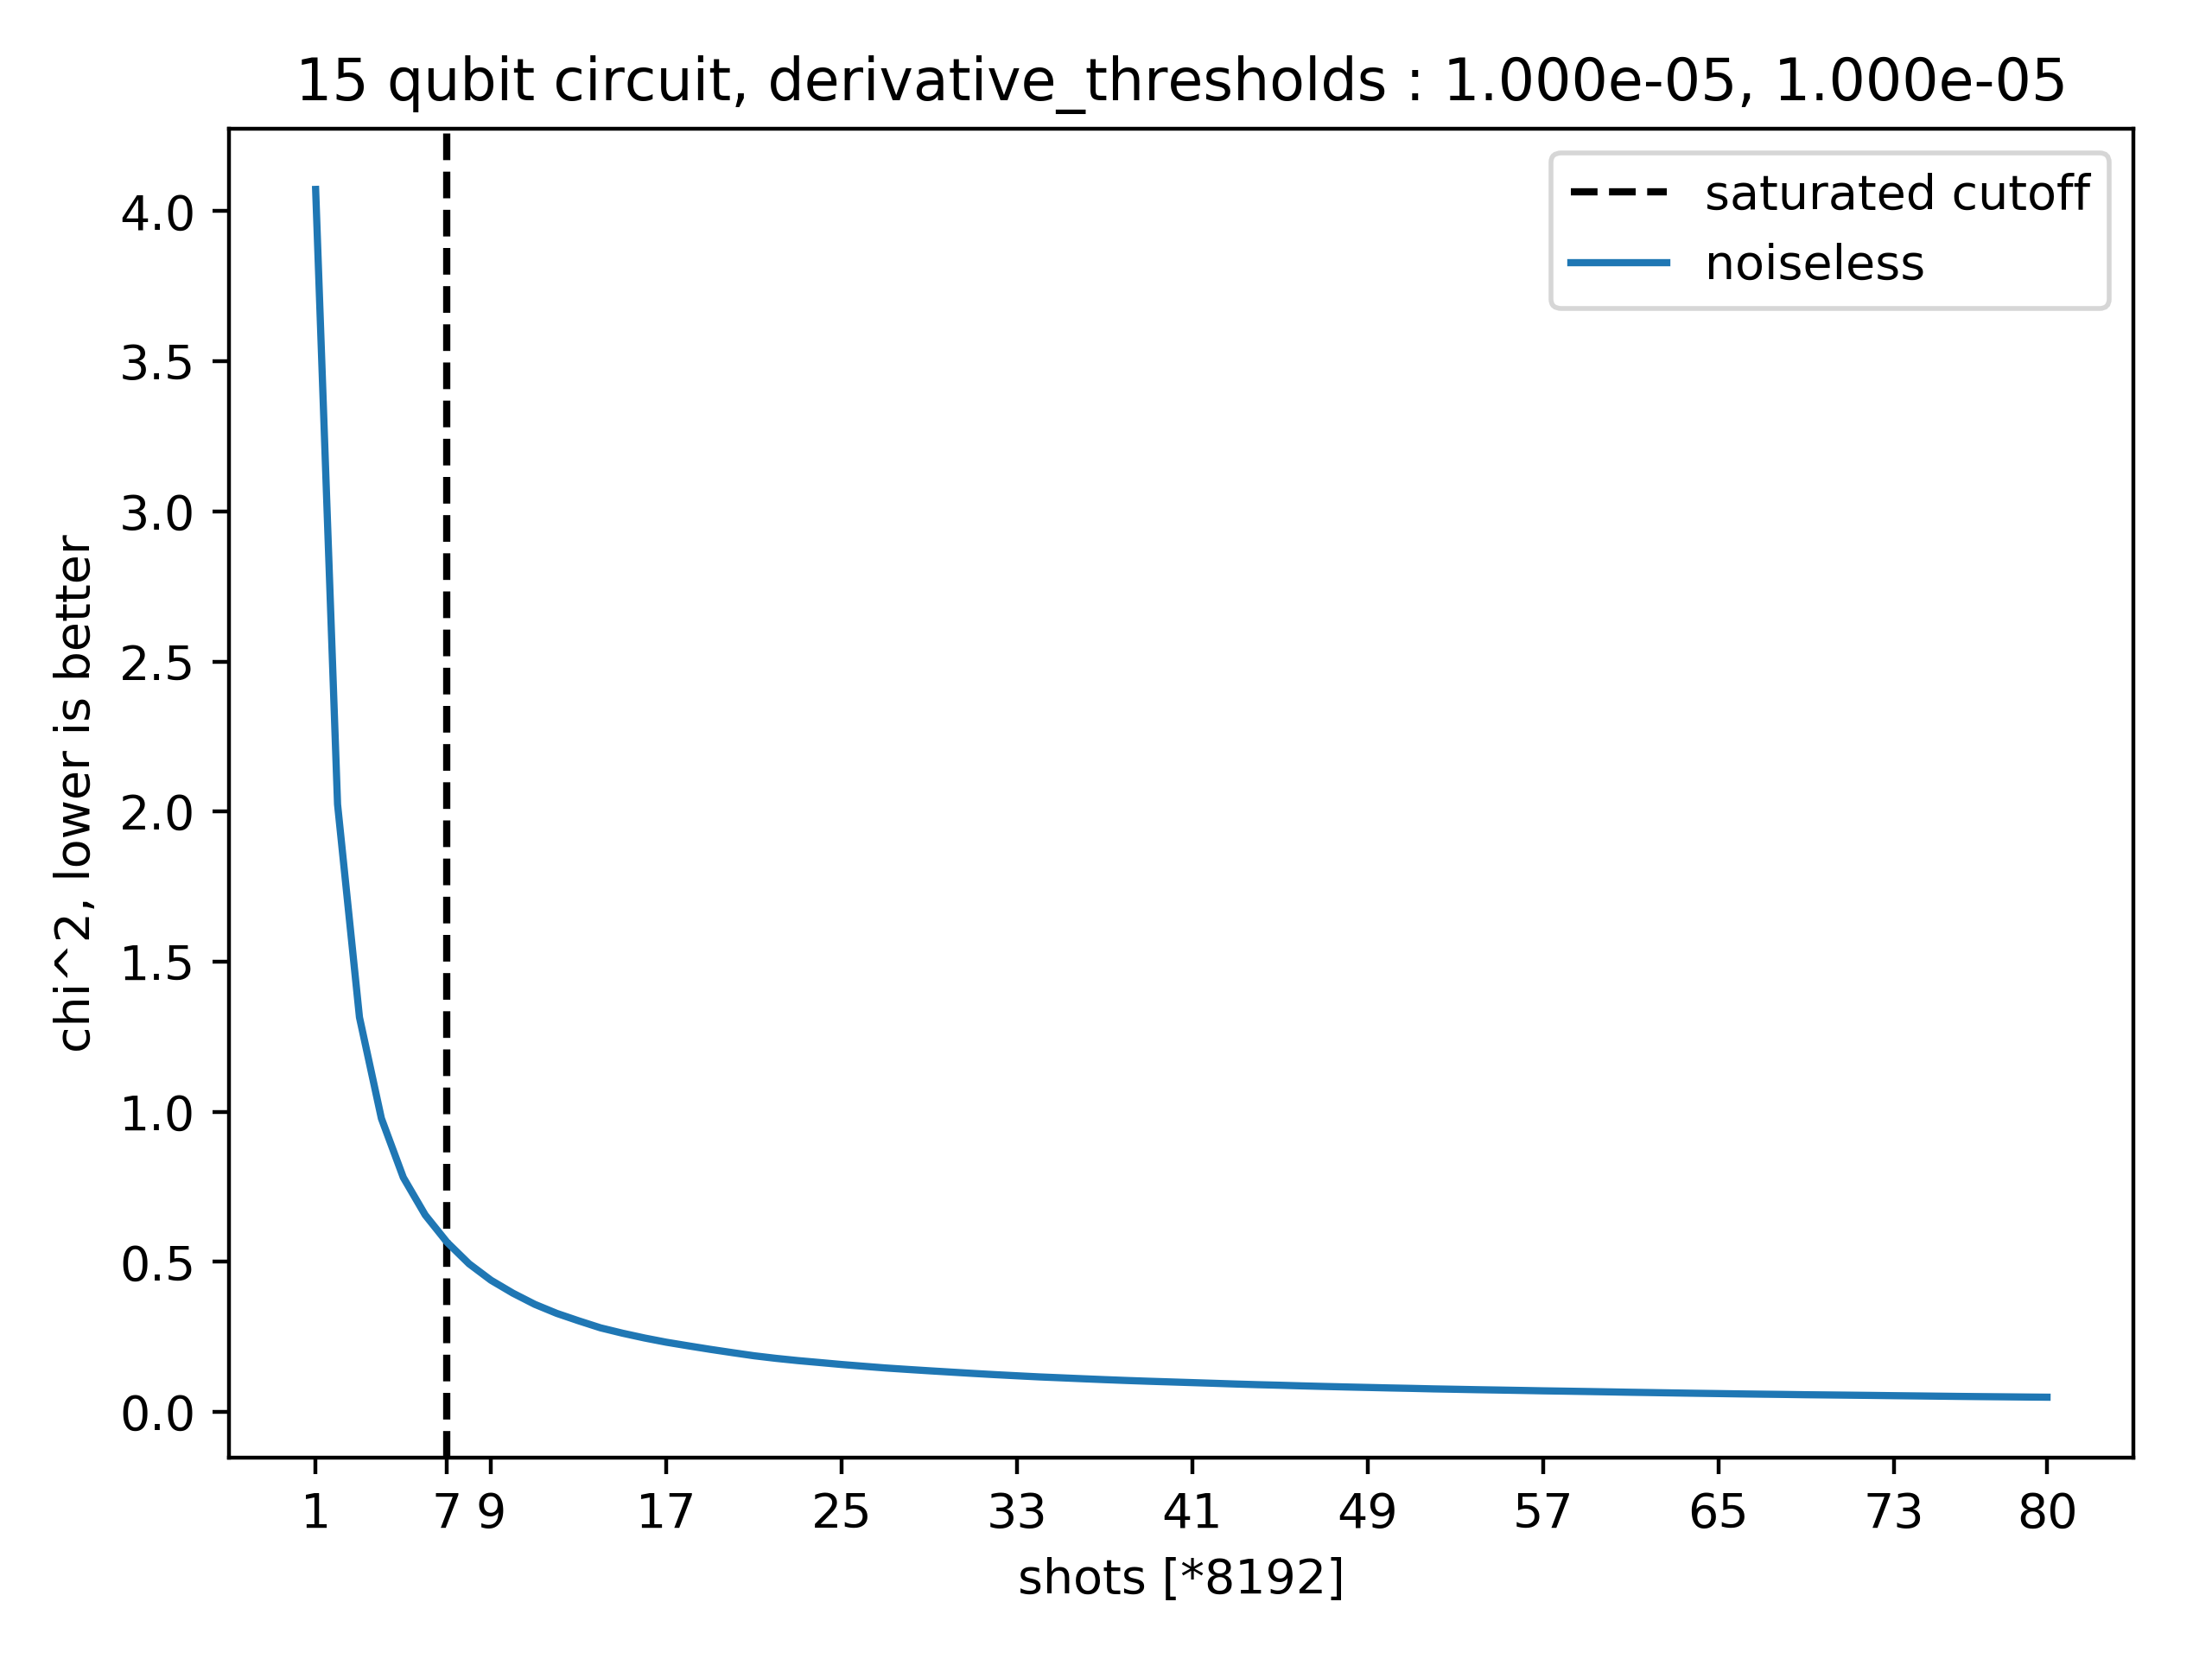 15 qubit circuit, derivative_thresholds : 1.000e-05, 1.000e-05
saturated cutoff
noiseless
4.0
3.5
3.0
2.5
2.0
1.5
1.0
0.5
0.0
chi^2, lower is better
1 7 9 17 25 33 41 49 57 65 73 80
shots [*8192]